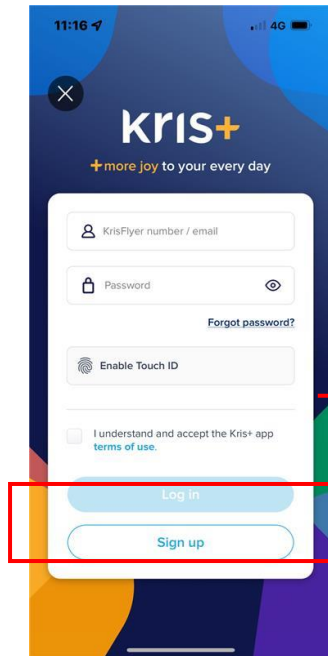 11:16
4G
kris+
+more joy to your every day
KrisFlyer number / email
Password
Forgot password?
Enable Touch ID
I understand and accept the Kris+ app
terms of use.
Log in
Sign up